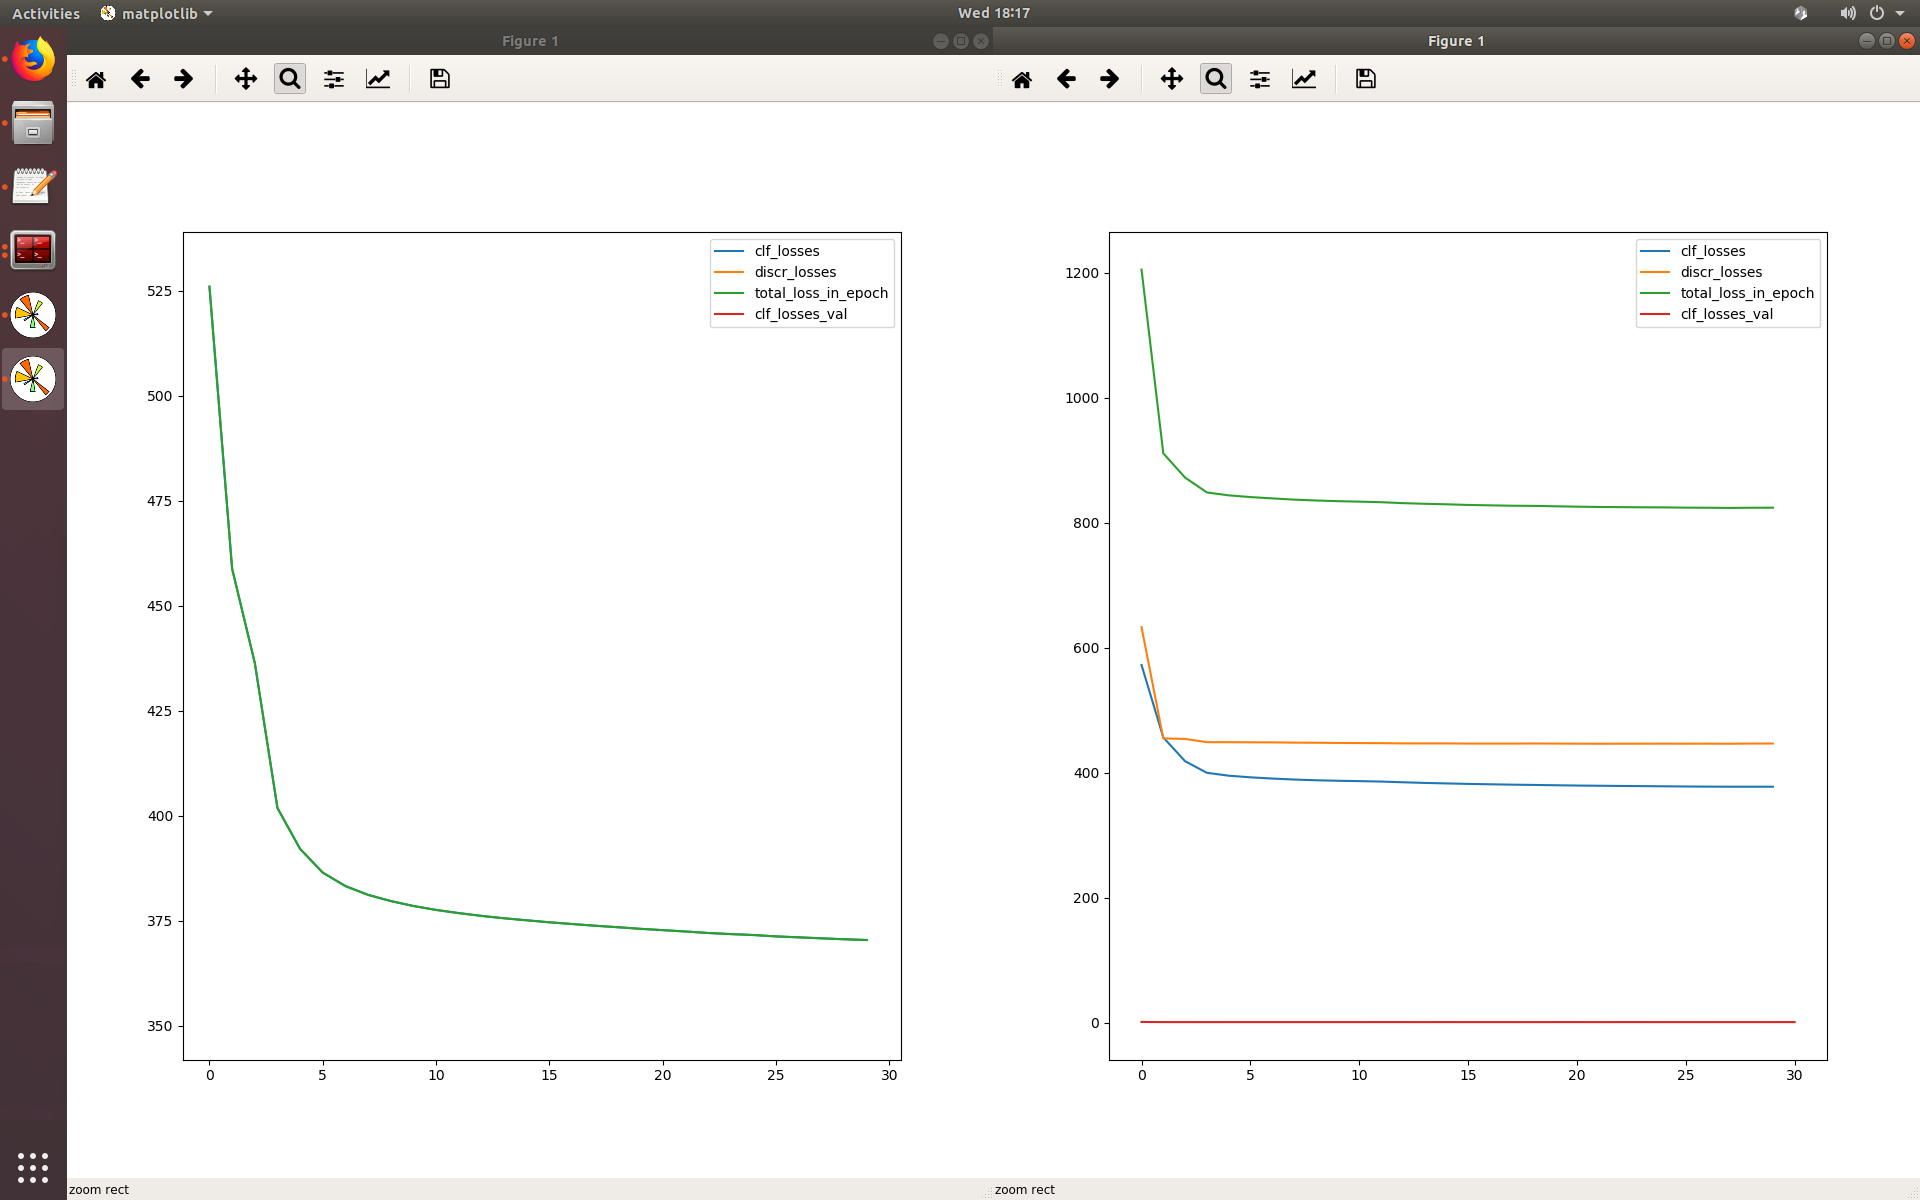 Activities matplotlib Wed 18:17
Figure 1
clf_losses
discr_losses
total_loss_in_epoch
clf_losses_val
525
500
475
450
425
400
375
350
0 5 10 15 20 25 30
zoom rect
Figure 1
clf_losses
discr_losses
total_loss_in_epoch
clf_losses_val
1200
1000
800
600
400
200
0
0 5 10 15 20 25 30
zoom rect